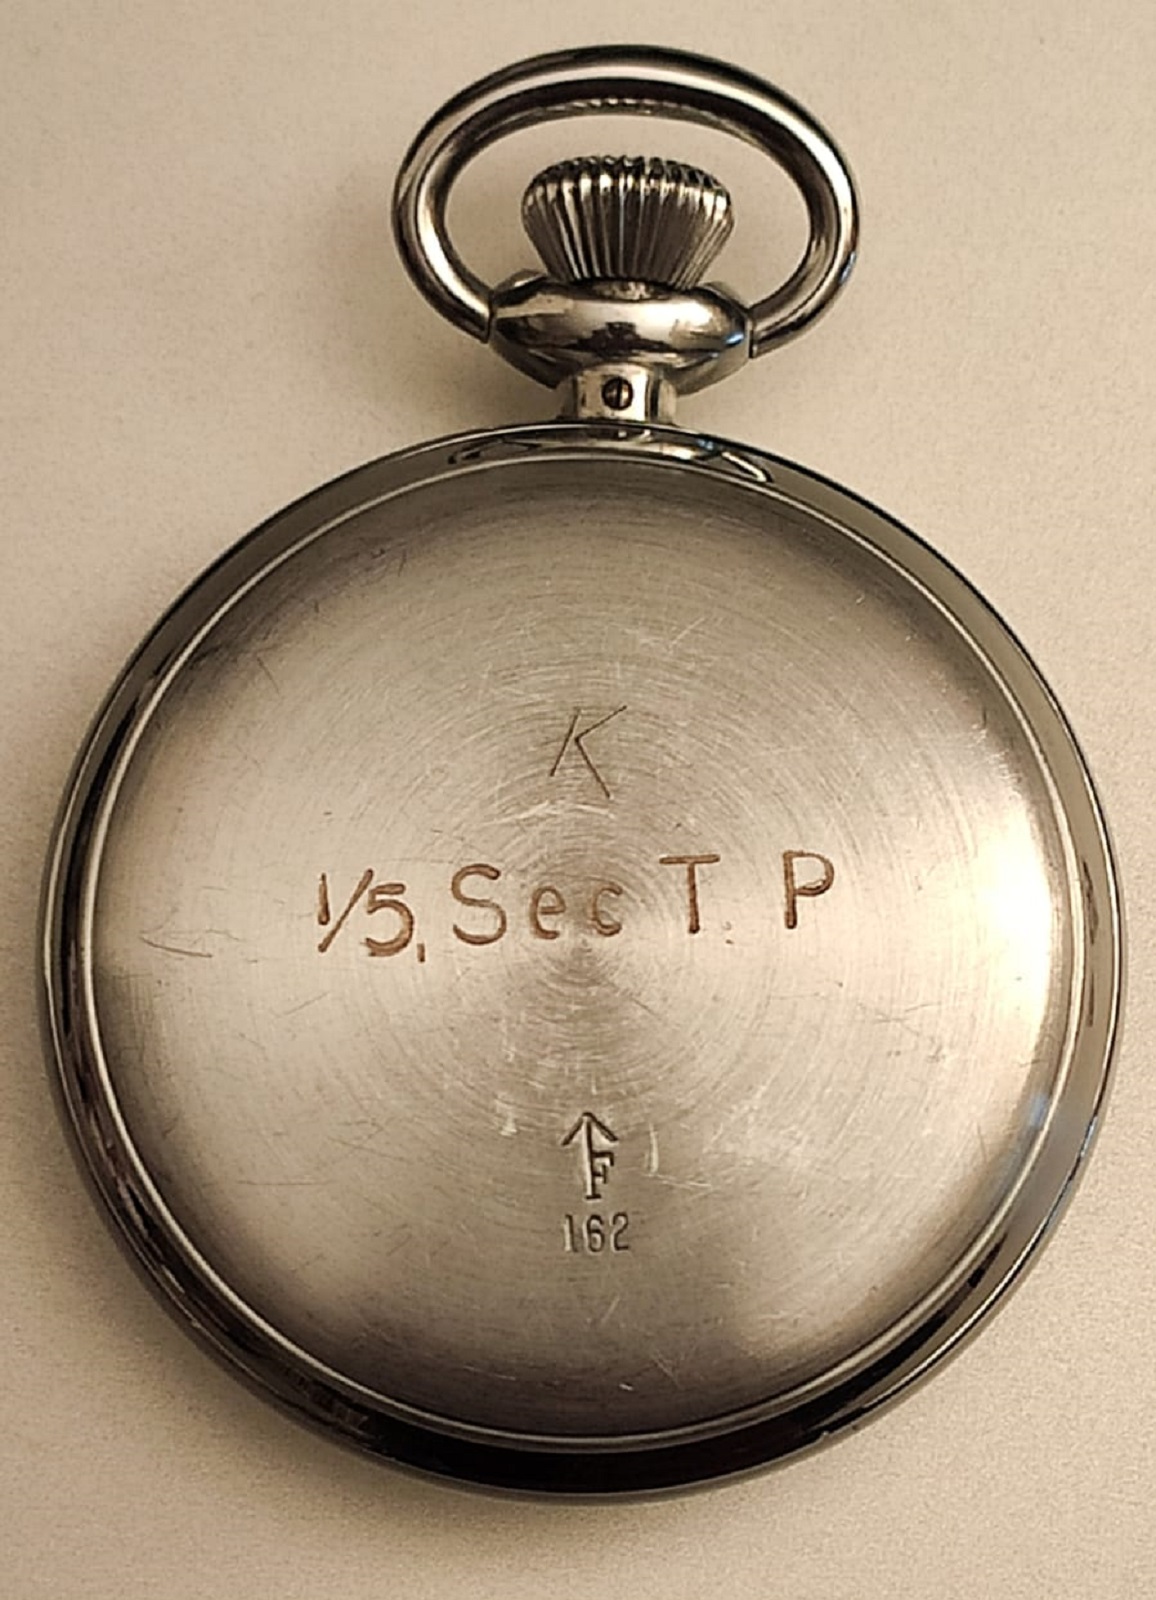 K
1/5, Sec T. P
↑F
162